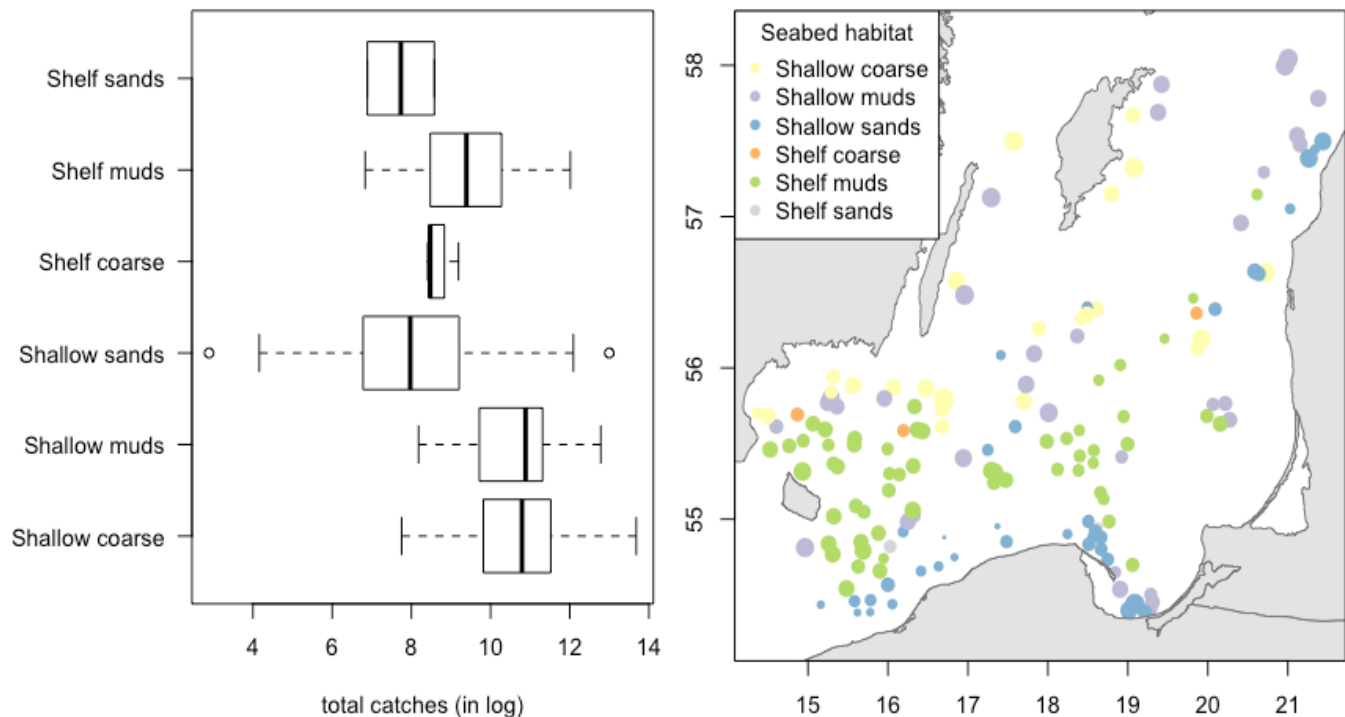 Shelf sands
Shelf muds
Shelf coarse
Shallow sands
Shallow muds
Shallow coarse
4 6 8 10 12 14
total catches (in log)
Seabed habitat
Shallow coarse
Shallow muds
Shallow sands
Shelf coarse
Shelf muds
Shelf sands
58
57
56
55
15 16 17 18 19 20 21